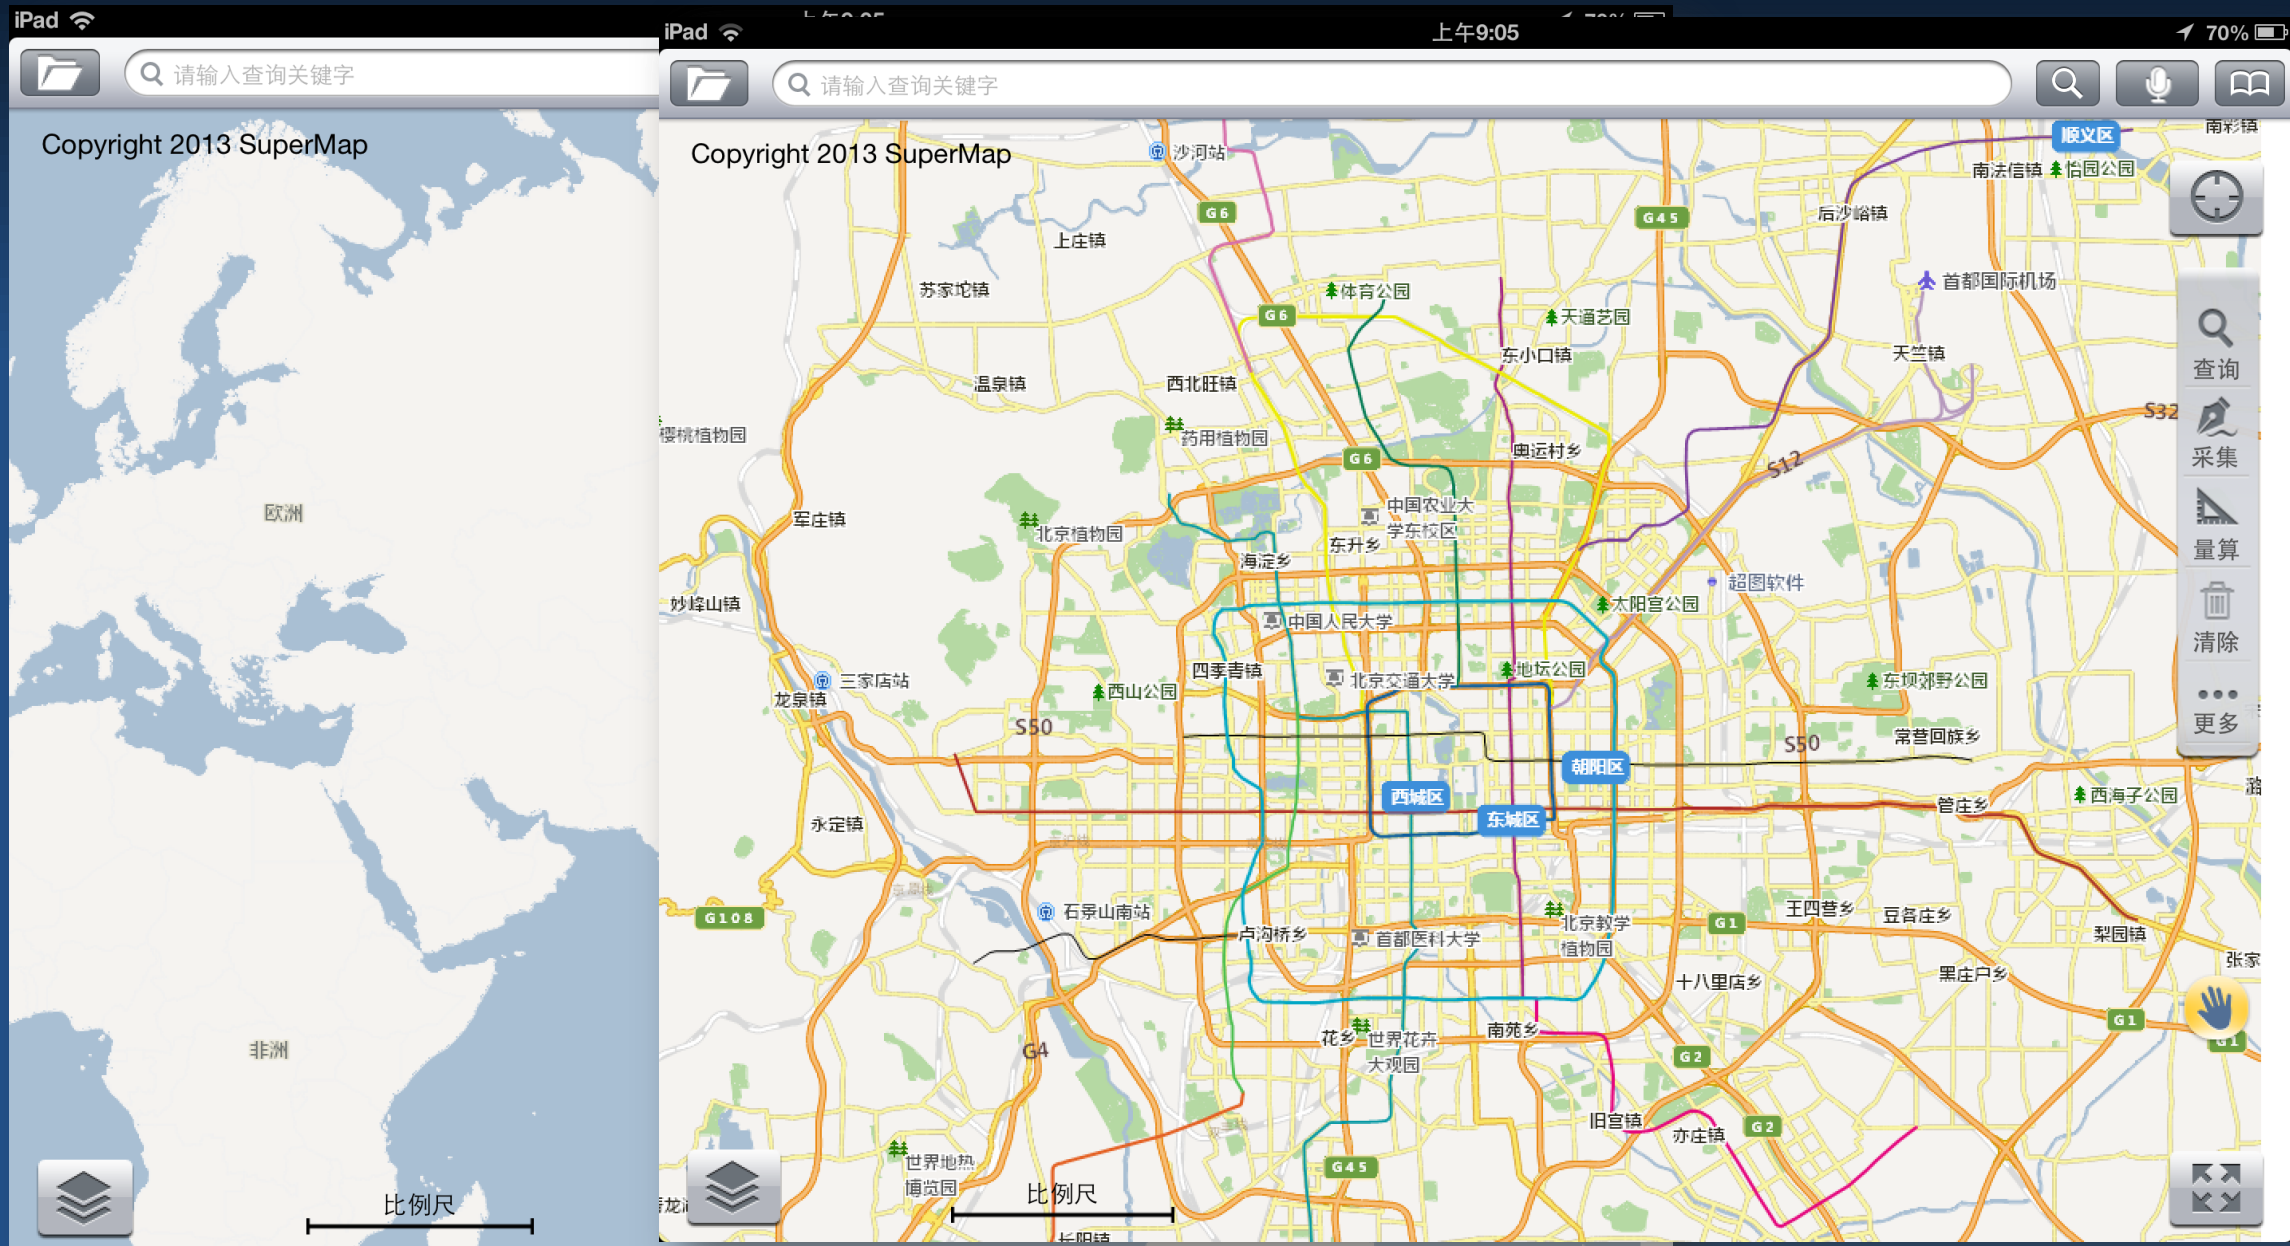 iPad
请输入查询关键字
Copyright 2013 SuperMap
欧洲
非洲
比例尺
iPad
上午9:05
70%
请输入查询关键字
Copyright 2013 SuperMap
沙河站
顺义区
南彩镇
南法信镇
怡园公园
G6
G45
后沙峪镇
上庄镇
苏家坨镇
体育公园
首都国际机场
G6
天通艺园
东小口镇
天竺镇
查询
温泉镇
西北旺镇
S32
樱桃植物园
药用植物园
G6
奥运村乡
S12
采集
军庄镇
北京植物园
中国农业大
学东校区
东升乡
海淀乡
量算
超图软件
妙峰山镇
太阳宫公园
中国人民大学
清除
四季青镇
地坛公园
三家店站
北京交通大学
东坝郊野公园
龙泉镇
西山公园
更多
S50
S50
常营回族乡
朝阳区
西城区
西海子公园
管庄乡
东城区
永定镇
G108
石景山南站
卢沟桥乡
首都医科大学
北京教学
植物园
G1
王四营乡
豆各庄乡
梨园镇
张家
十八里店乡
黑庄户乡
G4
花乡
世界花卉
大观园
南苑乡
G1
G1
G2
旧宫镇
亦庄镇
G2
世界地热
博览园
G45
比例尺
长阳镇